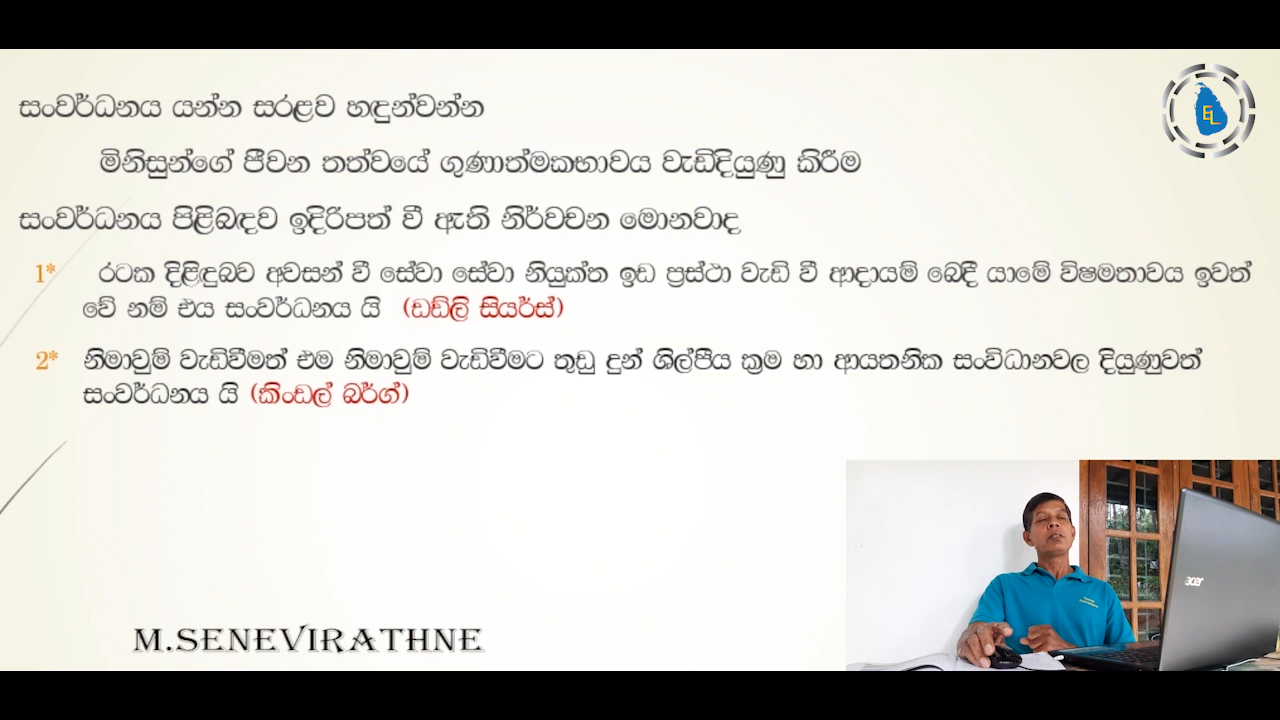 සංවර්ධනය යන්න සරළව හඳුන්වන්න
මිනිසුන්ගේ ජීවන තත්වයේ ගුණාත්මකභාවය වැඩිදියුණු කිරීම
සංවර්ධනය පිළිබඳව ඉදිරිපත් වී ඇති නිර්වචන මොනවාද
1* රටක දිළිඳුබව අවසන් වී සේවා සේවා නියුක්ත ඉඩ ප්‍රස්ථා වැඩි වී ආදායම් බෙදී යාමේ විෂමතාවය ඉවත්
වේ නම් එය සංවර්ධනය යි (ඩඩ්ලි සියර්ස්)
2* නිමාවුම් වැඩිවීමත් එම නිමාවුම් වැඩිවීමට තුඩු දුන් ශිල්පීය ක්‍රම හා ආයතනික සංවිධානවල දියුණුවත්
සංවර්ධනය යි (කිංඩල් බර්ග්)
M.SENEVIRATHNE
EL
acer